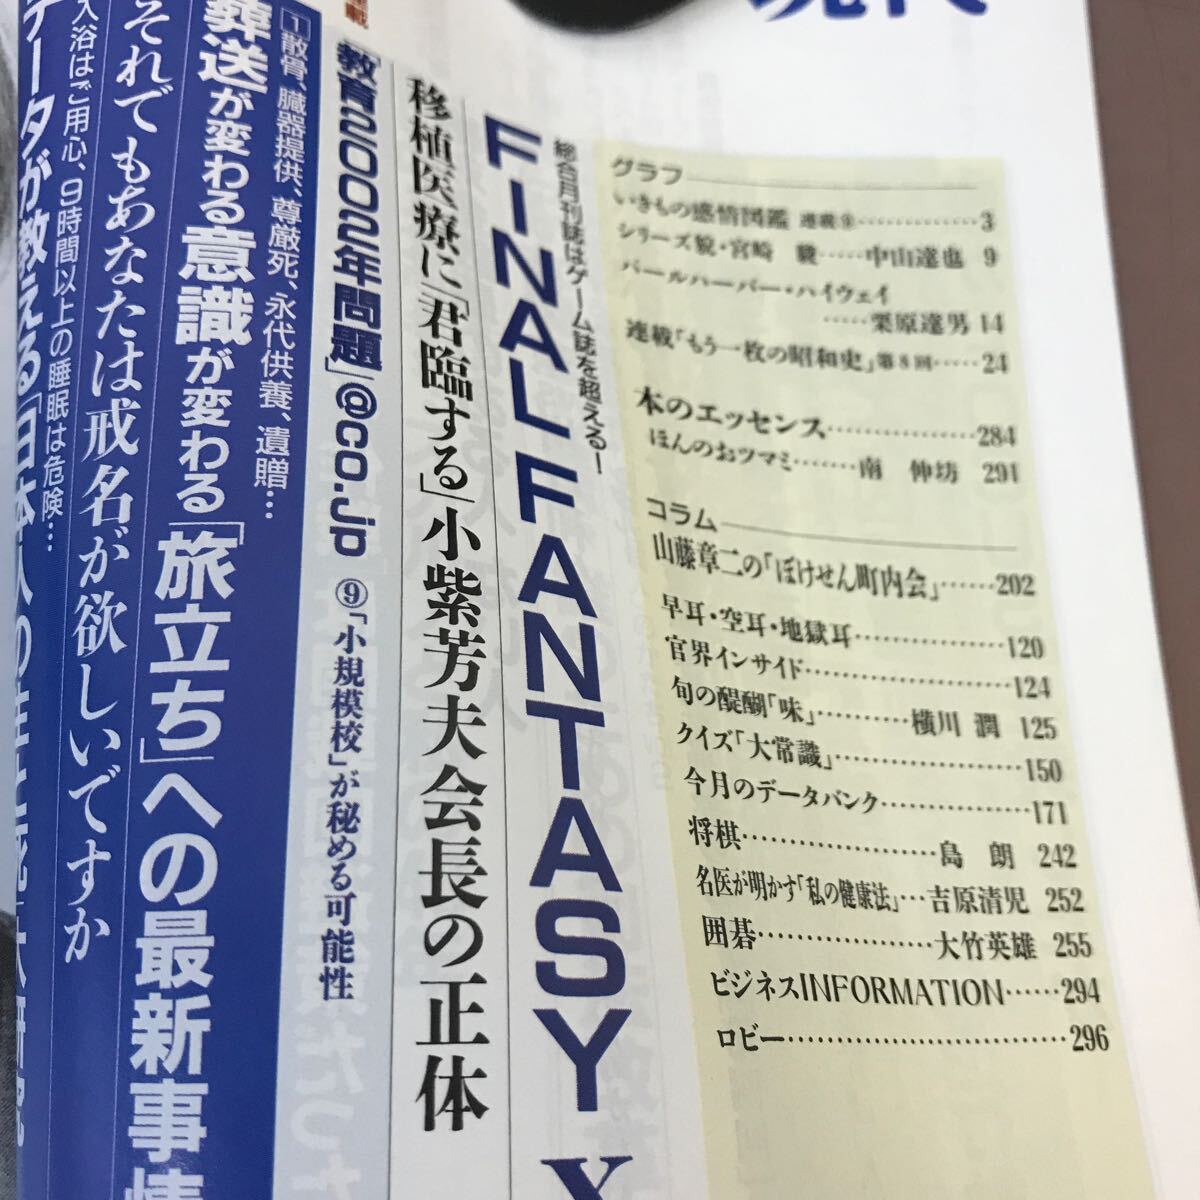 現代
グラフ
いきもの感情図鑑 連載⑨……………3
シリーズ貌・宮崎 駿……中山達也 9
パールハーバー・ハイウェイ
……栗原達男 14
連載「もう一枚の昭和史」第8回……24
本のエッセンス………………284
ほんのおツマミ………南 伸坊 291
コラム
山藤章二の「ぼけせん町内会」……202
早耳・空耳・地獄耳………………120
官界インサイド……………………124
旬の醍醐「味」…………横川 潤 125
クイズ「大常識」…………………150
今月のデータバンク………………171
将棋……………………島 朗 242
名医が明かす「私の健康法」…吉原清児 252
囲碁…………………大竹英雄 255
ビジネスINFORMATION……294
ロビー………………………………296
総合月刊誌はゲーム誌を超える!
FINAL FANTASY X
移植医療に「君臨する」小紫芳夫会長の正体
「教育2002年問題」@co.jp ⑨「小規模校」が秘める可能性
1散骨、臓器提供、尊厳死、永代供養、遺贈…
葬送が変わる意識が変わる「旅立ち」への最新事情
それでもあなたは戒名が欲しいですか
入浴はご用心、9時間以上の睡眠は危険…
データが教える「日本人の